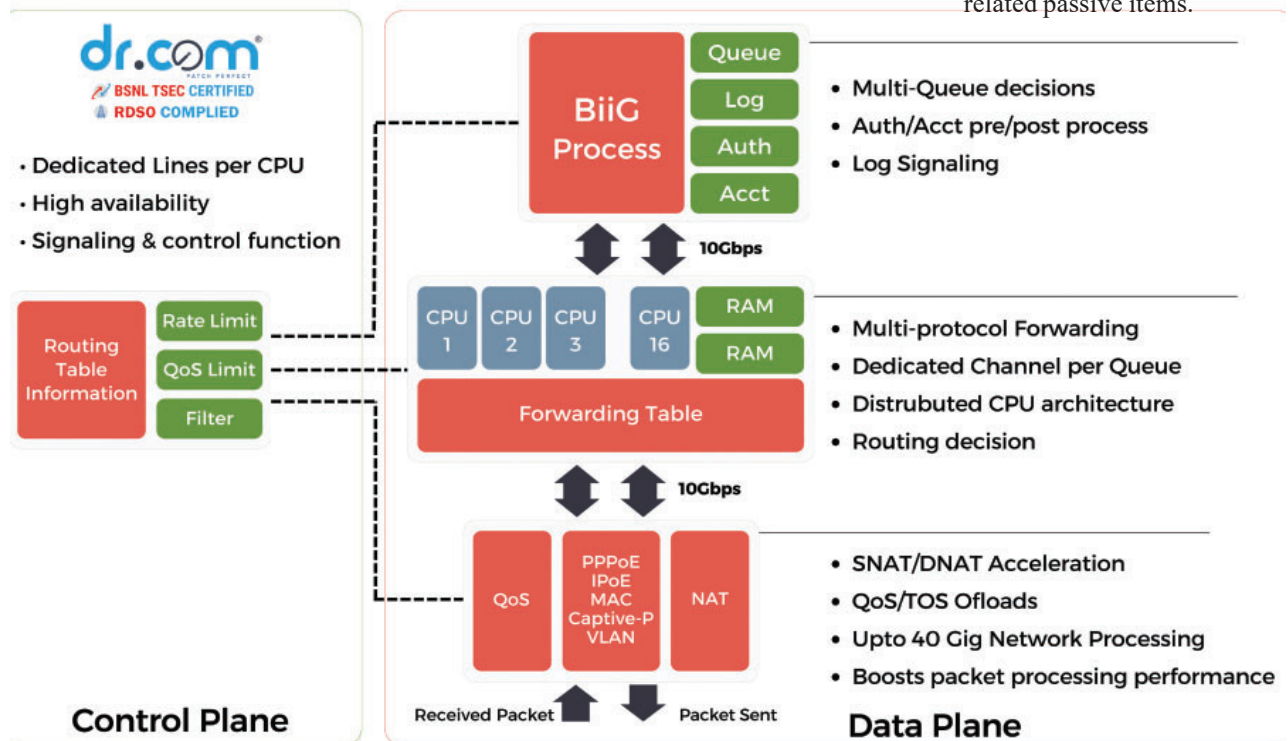 related passive items.
dr.com®
PATCH PERFECT
BSNL TSEC CERTIFIED
RDSO COMPLIED
• Dedicated Lines per CPU
• High availability
• Signaling & control function
Routing
Table
Information
Rate Limit
QoS Limit
Filter
Control Plane
BiiG
Process
Queue
Log
Auth
Acct
• Multi-Queue decisions
• Auth/Acct pre/post process
• Log Signaling
10Gbps
CPU
1
CPU
2
CPU
3
CPU
16
RAM
RAM
Forwarding Table
• Multi-protocol Forwarding
• Dedicated Channel per Queue
• Distrubuted CPU architecture
• Routing decision
10Gbps
QoS
PPPoE
IPoE
MAC
Captive-P
VLAN
NAT
• SNAT/DNAT Acceleration
• QoS/TOS Ofloads
• Upto 40 Gig Network Processing
• Boosts packet processing performance
Received Packet
Packet Sent
Data Plane